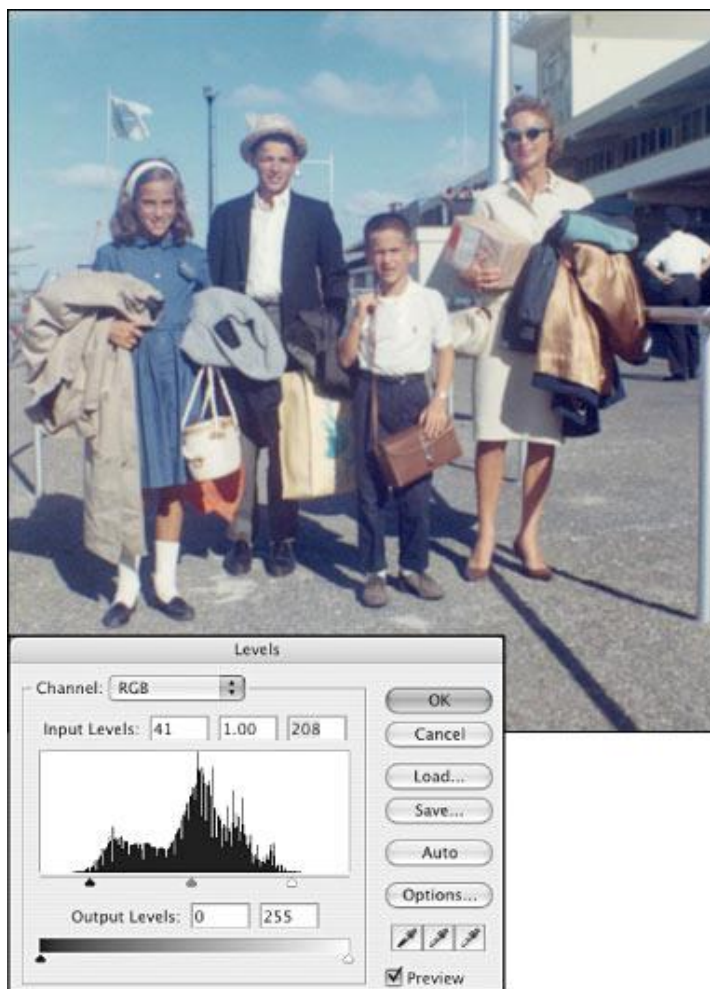 Levels
Channel: RGB
OK
Input Levels: 41 1.00 208
Cancel
Load...
Save...
Auto
Options...
Output Levels: 0 255
Preview